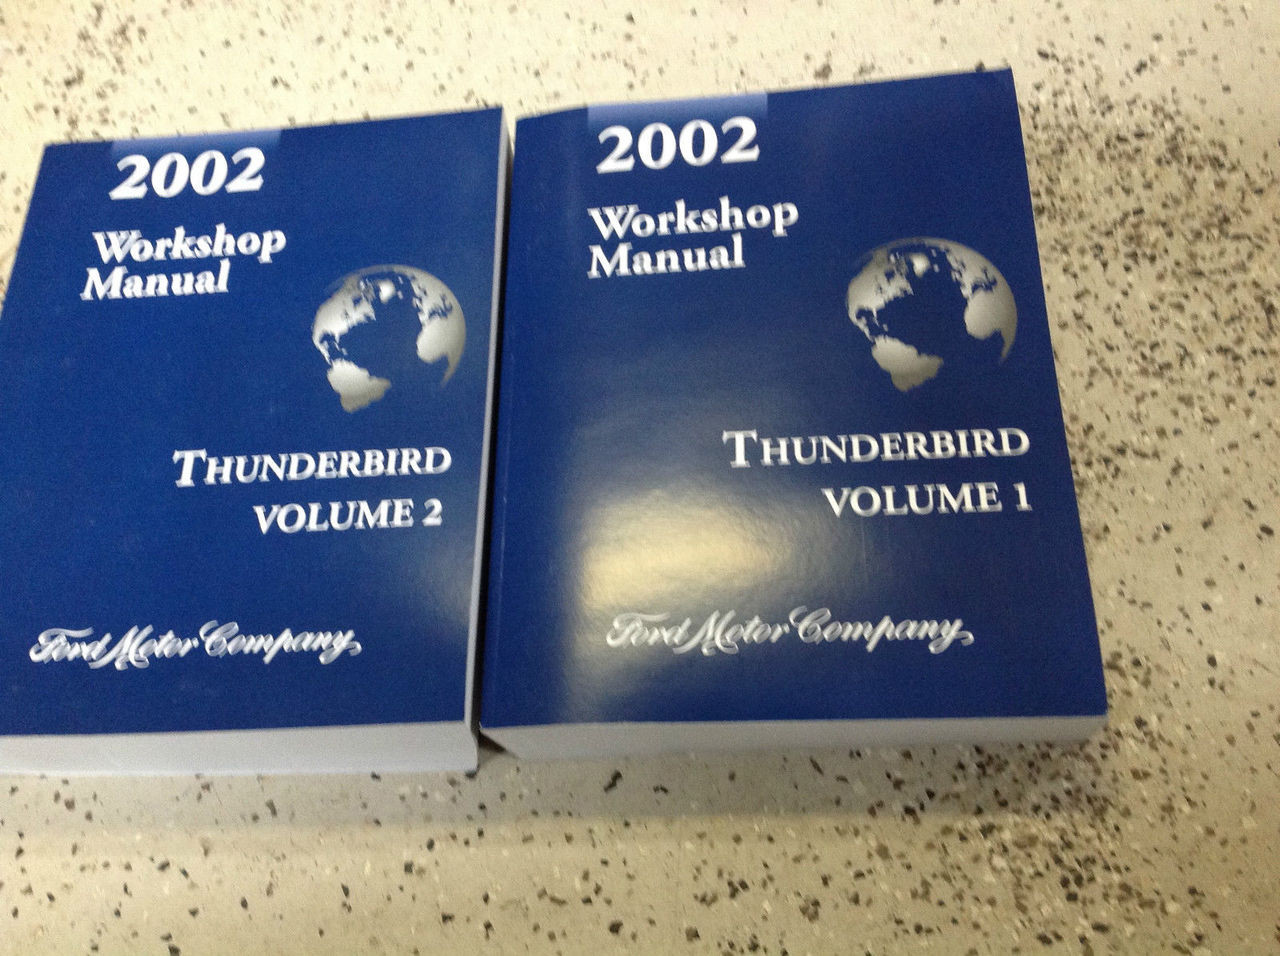 2002
Workshop
Manual
THUNDERBIRD
VOLUME 2
Ford Motor Company
2002
Workshop
Manual
THUNDERBIRD
VOLUME 1
Ford Motor Company